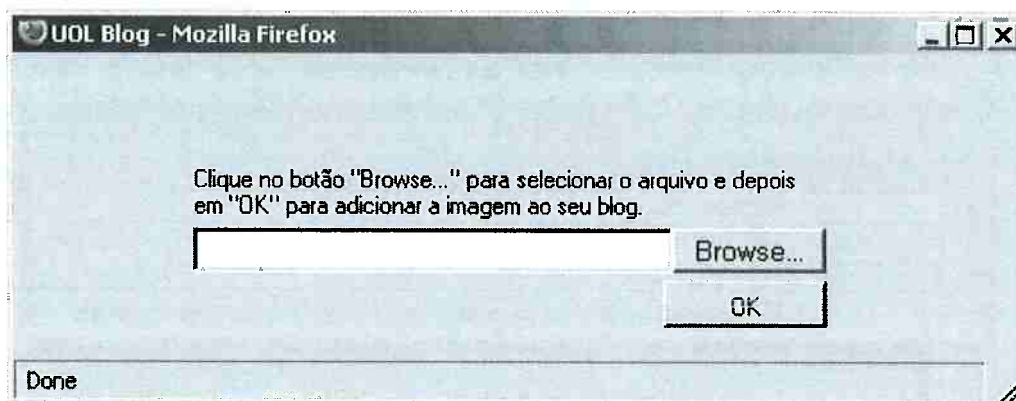 UOL Blog - Mozilla Firefox
Clique no botão "Browse..." para selecionar o arquivo e depois
em "OK" para adicionar a imagem ao seu blog.
Browse...
OK
Done